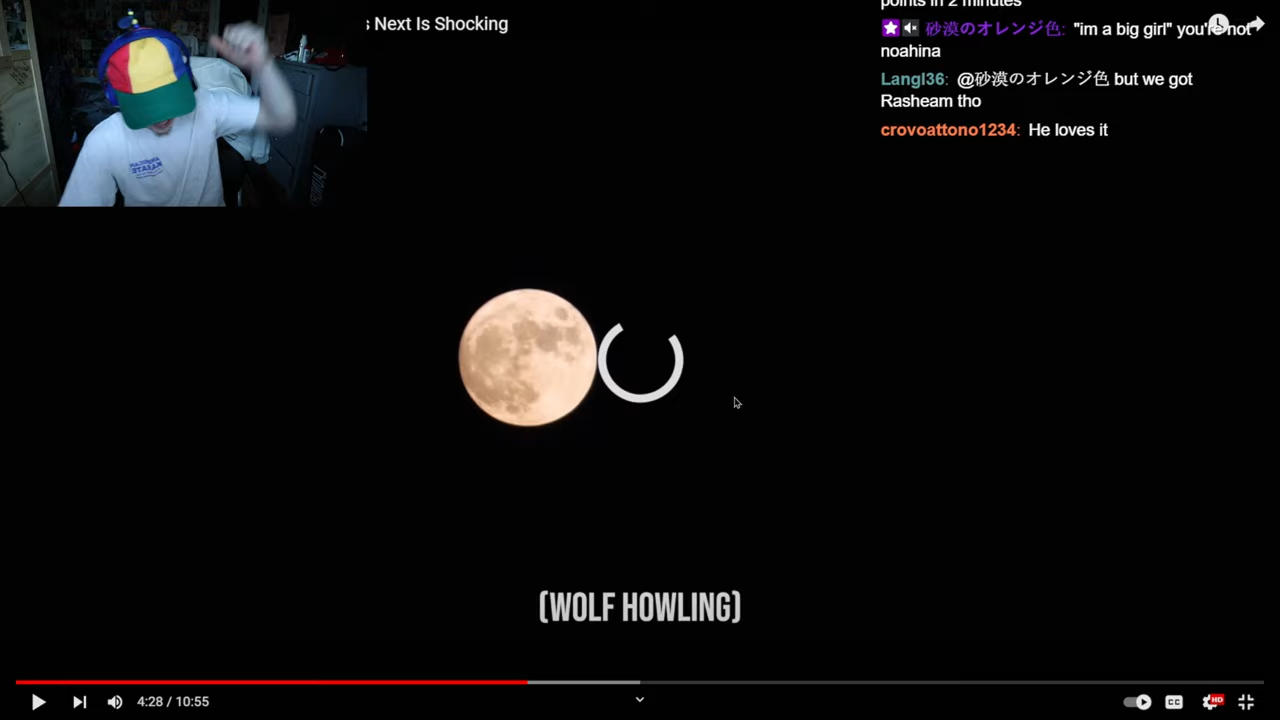 s Next Is Shocking
points in 2 minutes
砂漠のオレンジ色: "im a big girl" you're not
noahina
Langl36: @砂漠のオレンジ色 but we got
Rasheam tho
crovoattono1234: He loves it
(WOLF HOWLING)
4:28 / 10:55
CC
HD